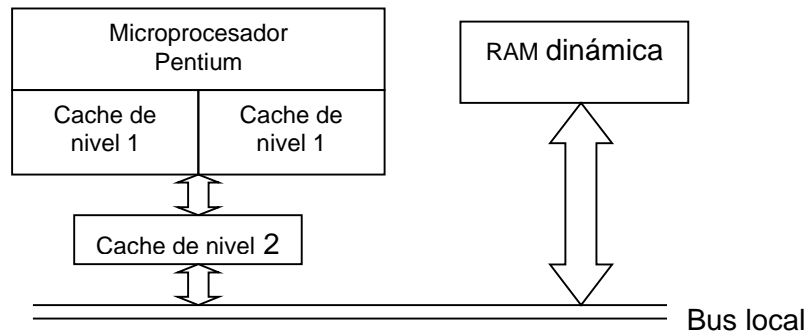 Microprocesador
Pentium
RAM dinámica
Cache de
nivel 1
Cache de
nivel 1
Cache de nivel 2
Bus local